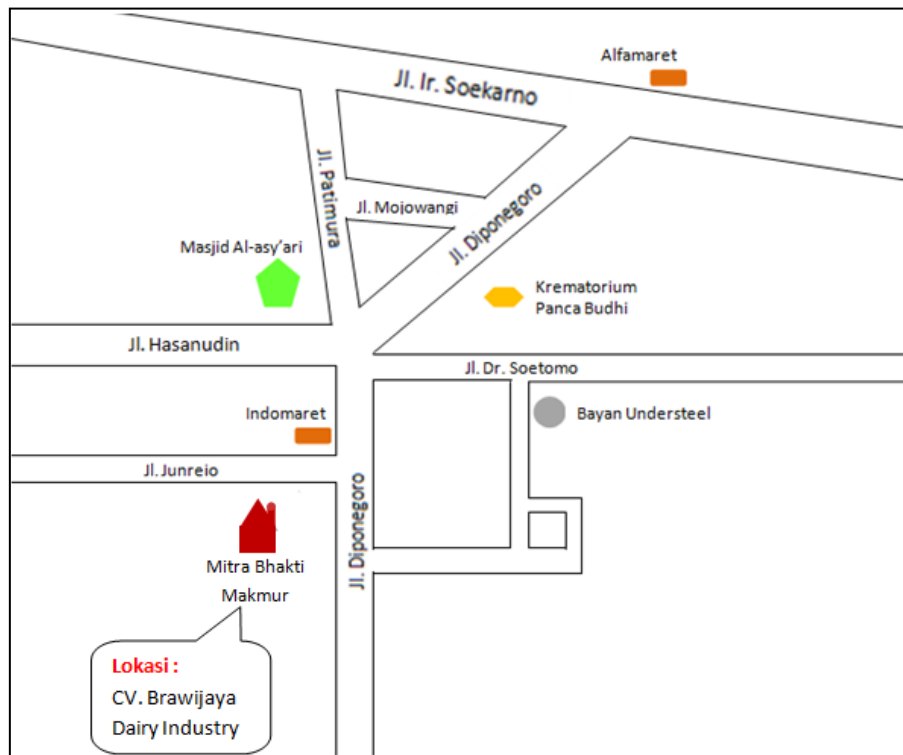 Alfamaret
Jl. Ir. Soekarno
Jl. Patimura
Jl. Mojowangi
Jl. Diponegoro
Masjid Al-asy'ari
Krematorium
Panca Budhi
Jl. Hasanudin
Jl. Dr. Soetomo
Indomaret
Bayan Understeel
Jl. Junreio
Jl. Diponegoro
Mitra Bhakti
Makmur
Lokasi :
CV. Brawijaya
Dairy Industry